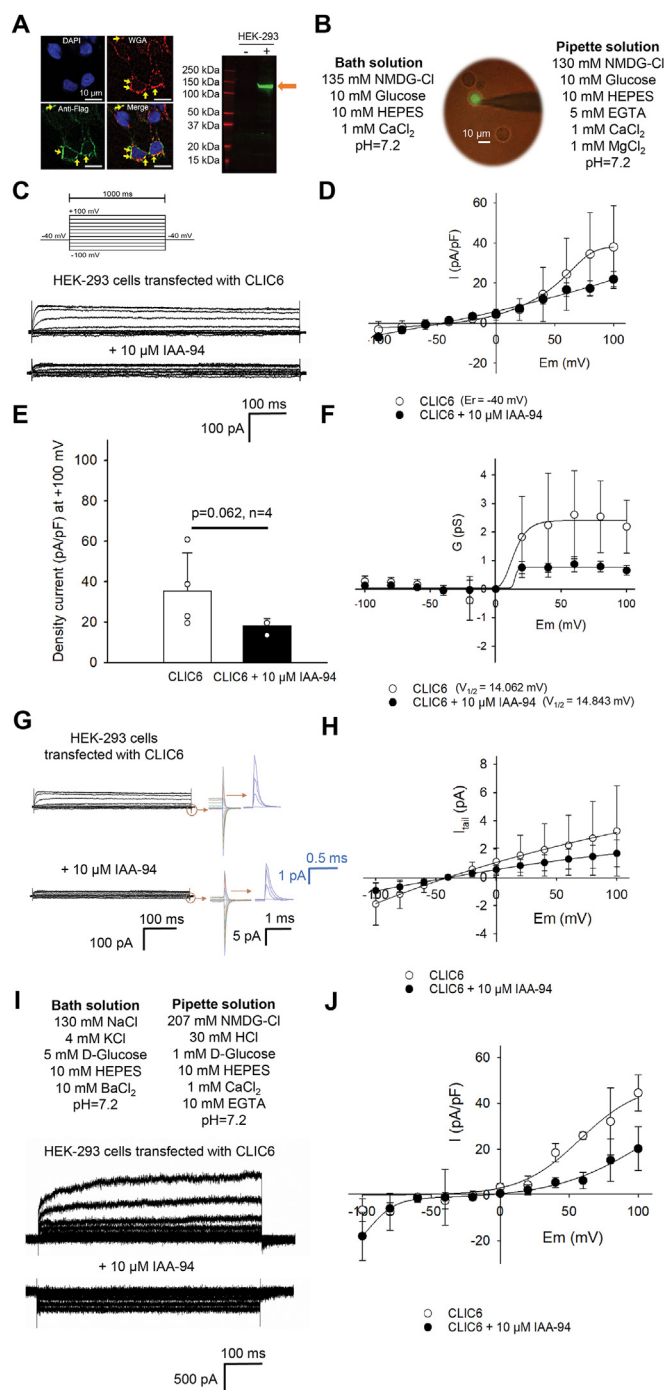 A
DAPI
WGA
10 µm
Anti-Flag
Merge
HEK-293
- +
250 kDa
150 kDa
100 kDa
50 kDa
37 kDa
20 kDa
15 kDa
B
Bath solution
135 mM NMDG-Cl
10 mM Glucose
10 mM HEPES
1 mM CaCl2
pH=7.2
10 µm
Pipette solution
130 mM NMDG-Cl
10 mM Glucose
10 mM HEPES
5 mM EGTA
1 mM CaCl2
1 mM MgCl2
pH=7.2
C
1000 ms
+100 mV
-40 mV
-40 mV
-100 mV
HEK-293 cells transfected with CLIC6
+ 10 µM IAA-94
100 ms
100 pA
D
I (pA/pF)
60
40
20
-20
-100
-50
0
50
100
Em (mV)
CLIC6 (Er = -40 mV)
CLIC6 + 10 µM IAA-94
E
Density current (pA/pF) at +100 mV
100
80
60
40
20
0
p=0.062, n=4
CLIC6
CLIC6 + 10 µM IAA-94
F
G (pS)
5
4
3
2
1
-1
-2
-100
-50
0
50
100
Em (mV)
CLIC6 (V1/2 = 14.062 mV)
CLIC6 + 10 µM IAA-94 (V1/2 = 14.843 mV)
G
HEK-293 cells
transfected with CLIC6
+ 10 µM IAA-94
0.5 ms
1 pA
100 ms
100 pA
1 ms
5 pA
H
Itail (pA)
8
6
4
2
0
-2
-4
-100
-50
0
50
100
Em (mV)
CLIC6
CLIC6 + 10 µM IAA-94
I
Bath solution
130 mM NaCl
4 mM KCl
5 mM D-Glucose
10 mM HEPES
10 mM BaCl2
pH=7.2
Pipette solution
207 mM NMDG-Cl
30 mM HCl
1 mM D-Glucose
10 mM HEPES
1 mM CaCl2
10 mM EGTA
pH=7.2
HEK-293 cells transfected with CLIC6
+ 10 µM IAA-94
100 ms
500 pA
J
I (pA/pF)
60
40
20
-20
-100
-50
0
50
100
Em (mV)
CLIC6
CLIC6 + 10 µM IAA-94